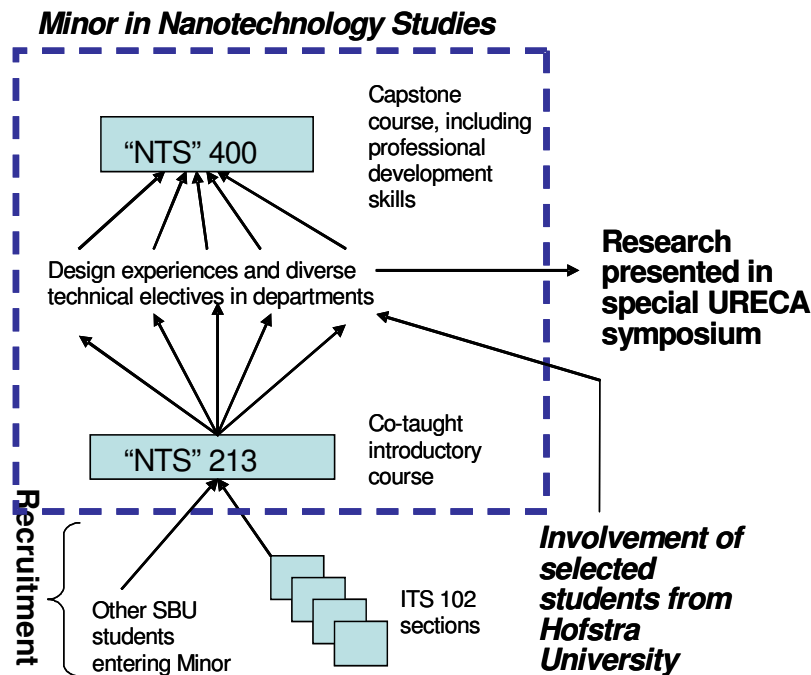 Minor in Nanotechnology Studies
Capstone
course, including
professional
development
skills
“NTS” 400
Design experiences and diverse
technical electives in departments
Research
presented in
special URECA
symposium
Co-taught
introductory
course
“NTS” 213
Recruitment
Other SBU
students
entering Minor
ITS 102
sections
Involvement of
selected
students from
Hofstra
University